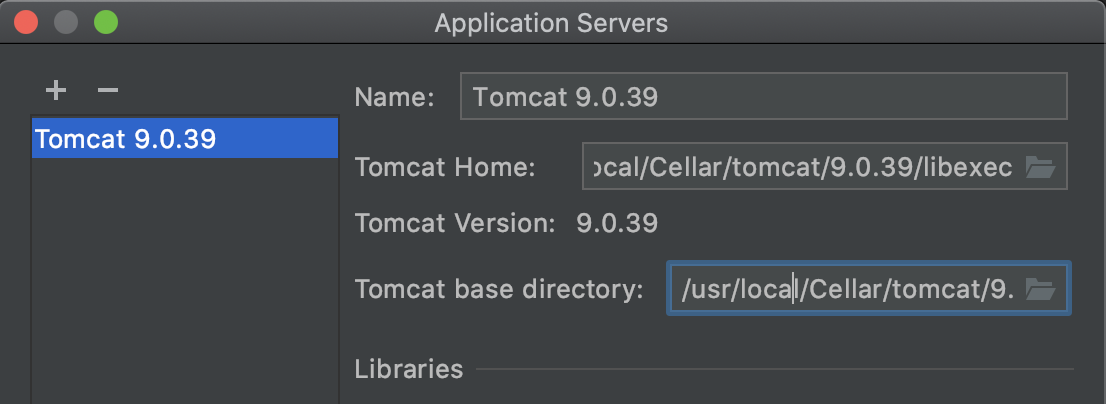 Application Servers
Tomcat 9.0.39
Name: Tomcat 9.0.39
Tomcat Home: ocal/Cellar/tomcat/9.0.39/libexec
Tomcat Version: 9.0.39
Tomcat base directory: /usr/local/Cellar/tomcat/9.
Libraries